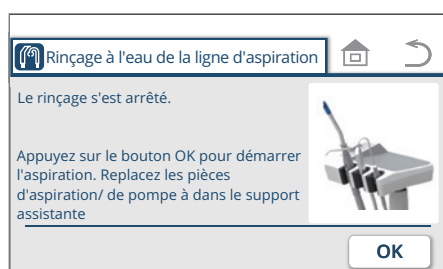 Rinçage à l'eau de la ligne d'aspiration
Le rinçage s'est arrêté.
Appuyez sur le bouton OK pour démarrer
l'aspiration. Replacez les pièces
d'aspiration/ de pompe à dans le support
assistante
OK